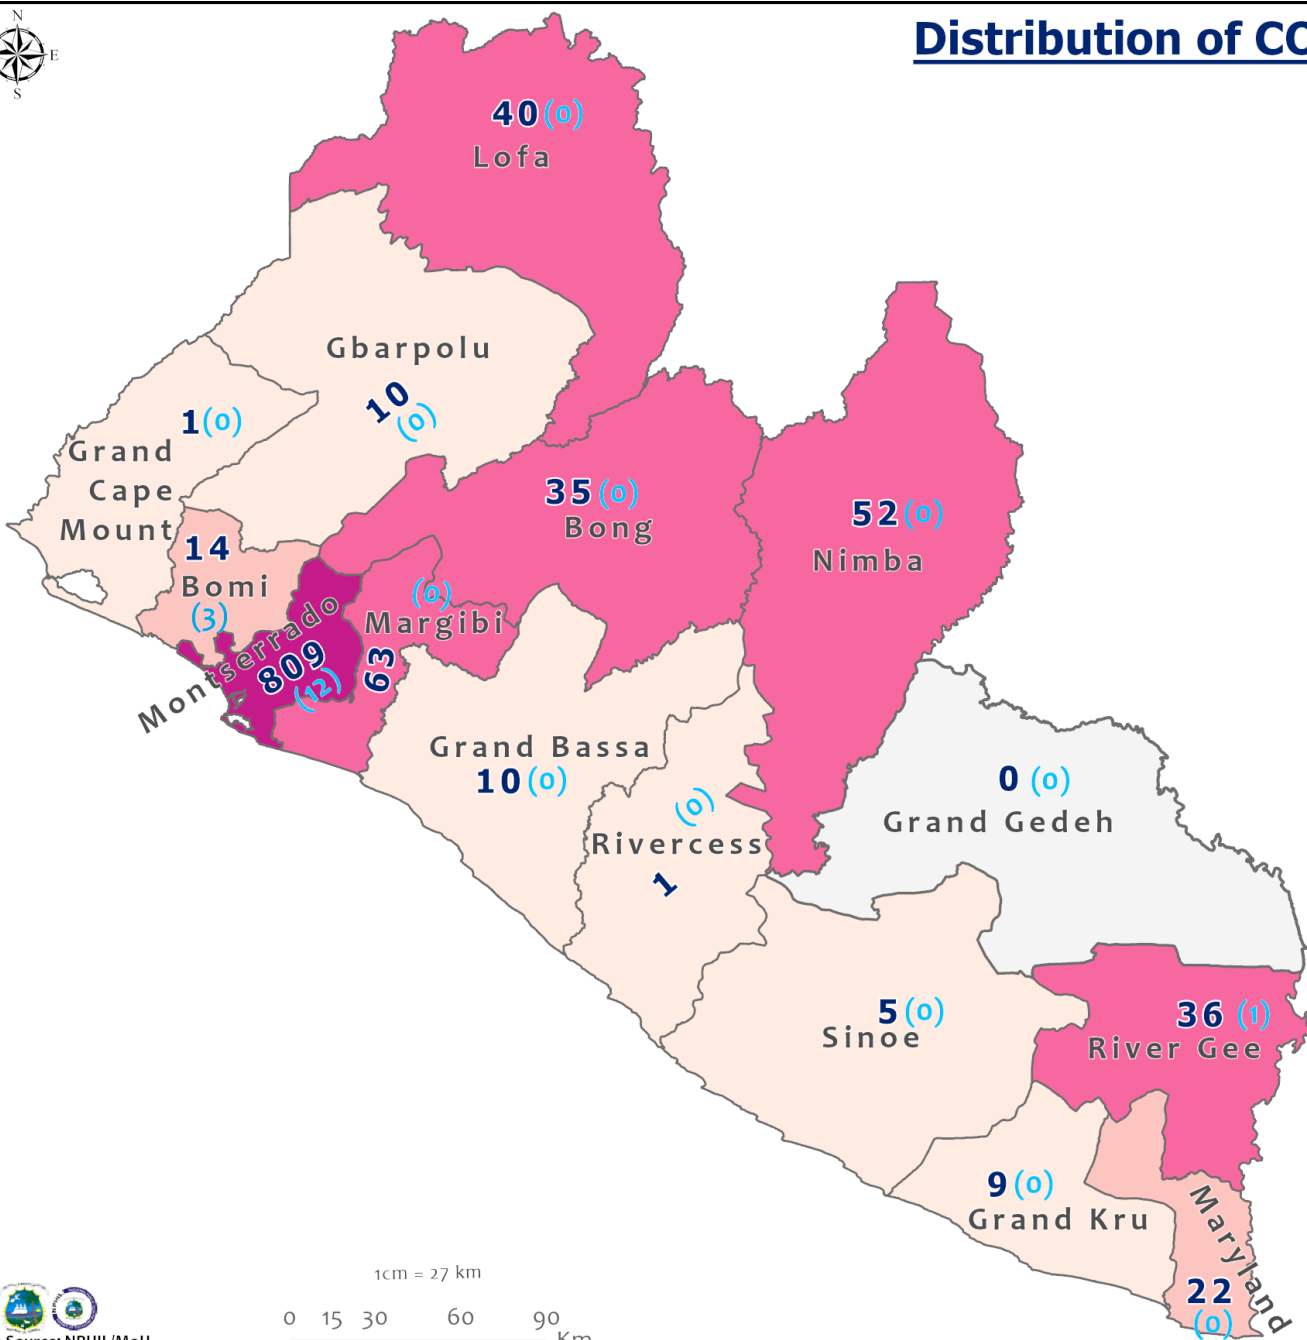 N
E
S
Distribution of CO
40 (0)
Lofa
Gbarpolu
10
(0)
1 (0)
Grand
Cape
Mount
35 (0)
Bong
52 (0)
Nimba
14
Bomi
(3)
(0)
Margibi
63
Montserrado
809
(12)
Grand Bassa
10 (0)
(0)
Rivercess
1
0 (0)
Grand Gedeh
5 (0)
Sinoe
36 (1)
River Gee
9 (0)
Grand Kru
Maryland
22
(0)
1cm = 27 km
0 15 30 60 90
Km
Source: NPHIL/MoH